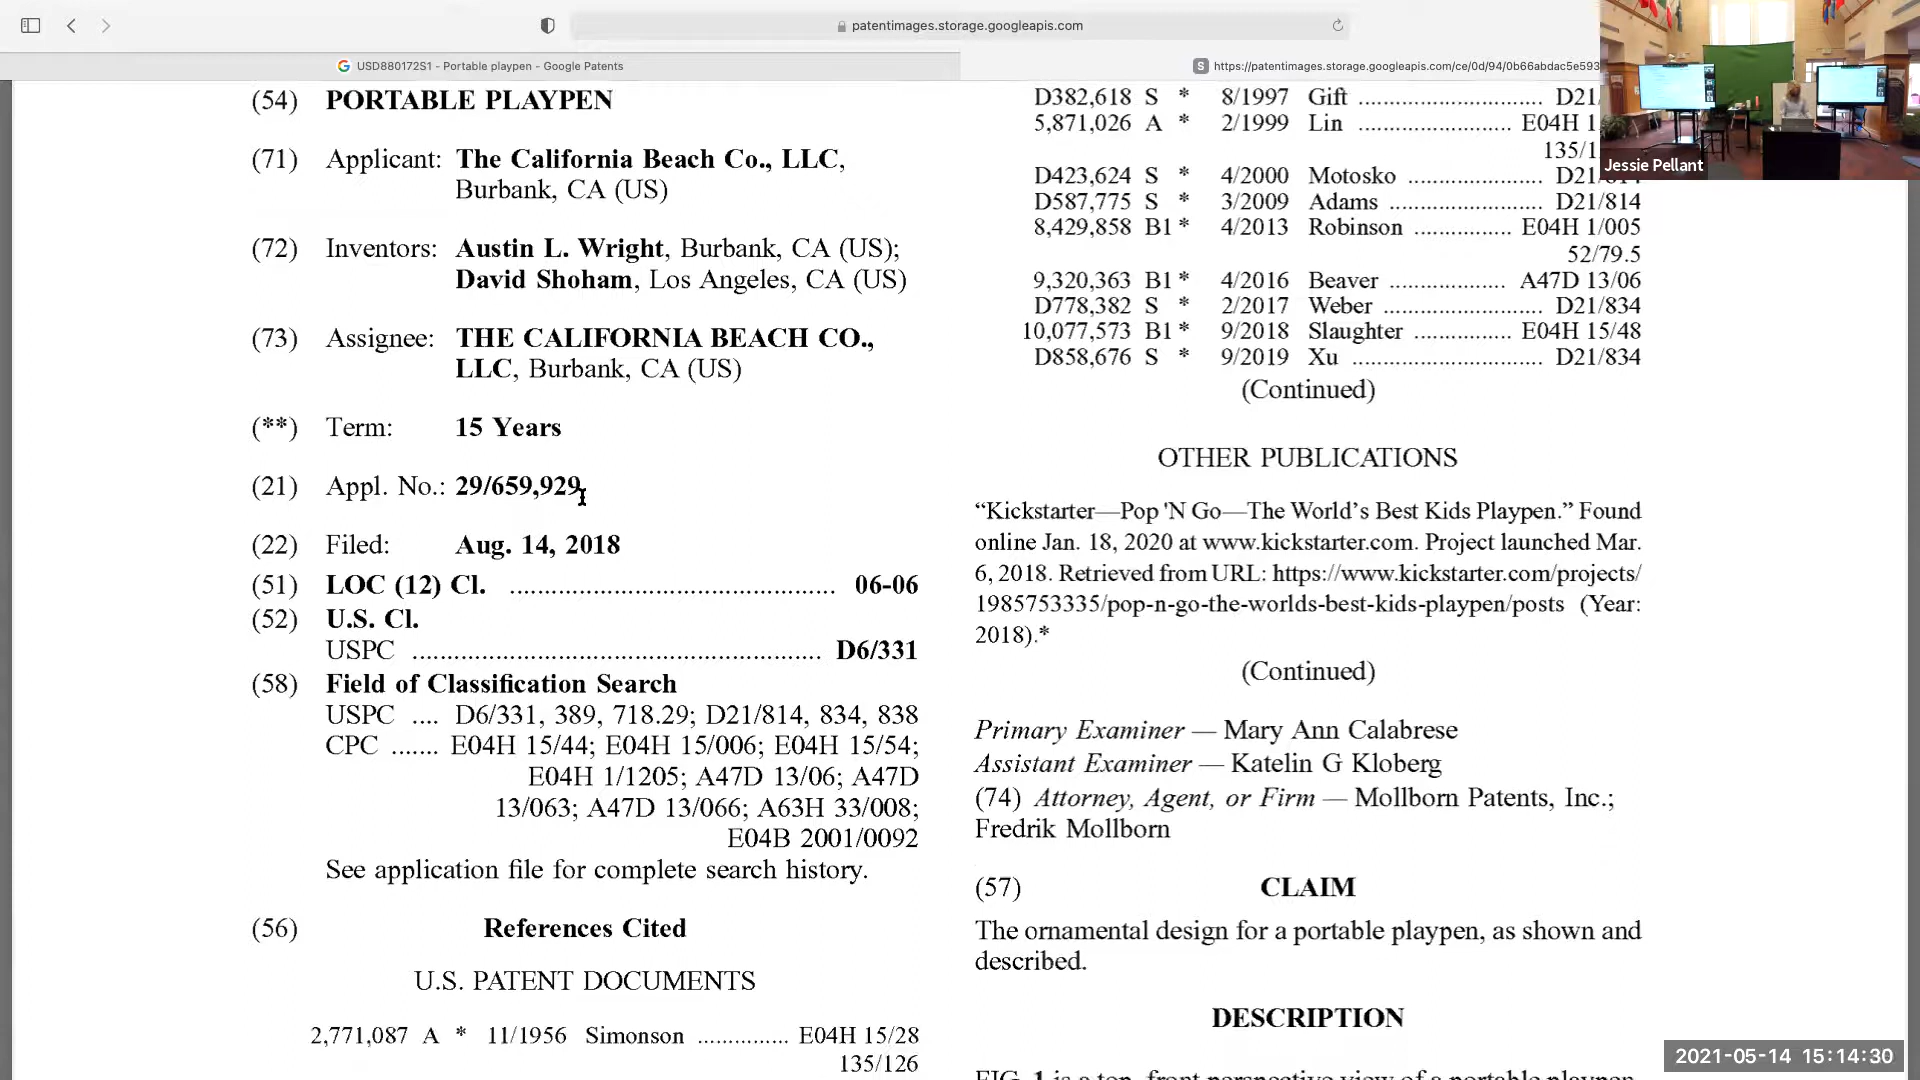 patentimages.storage.googleapis.com
USD880172S1 - Portable playpen - Google Patents
S https://patentimages.storage.googleapis.com/ce/0d/94/0b66abdac5e593
Jessie Pellant
(54) PORTABLE PLAYPEN
(71) Applicant: The California Beach Co., LLC,
Burbank, CA (US)
(72) Inventors: Austin L. Wright, Burbank, CA (US);
David Shoham, Los Angeles, CA (US)
(73) Assignee: THE CALIFORNIA BEACH CO.,
LLC, Burbank, CA (US)
(**) Term: 15 Years
(21) Appl. No.: 29/659,929
(22) Filed: Aug. 14, 2018
(51) LOC (12) Cl. .......................................... 06-06
(52) U.S. Cl.
USPC .................................................... D6/331
(58) Field of Classification Search
USPC .... D6/331, 389, 718.29; D21/814, 834, 838
CPC ....... E04H 15/44; E04H 15/006; E04H 15/54;
E04H 1/1205; A47D 13/06; A47D
13/063; A47D 13/066; A63H 33/008;
E04B 2001/0092
See application file for complete search history.
(56) References Cited
U.S. PATENT DOCUMENTS
2,771,087 A * 11/1956 Simonson ............... E04H 15/28
135/126
D382,618 S * 8/1997 Gift .............................. D21/
5,871,026 A * 2/1999 Lin ........................ E04H 1
135/1
D423,624 S * 4/2000 Motosko ...................... D21/814
D587,775 S * 3/2009 Adams ......................... D21/814
8,429,858 B1 * 4/2013 Robinson ................ E04H 1/005
52/79.5
9,320,363 B1 * 4/2016 Beaver ................... A47D 13/06
D778,382 S * 2/2017 Weber .......................... D21/834
10,077,573 B1 * 9/2018 Slaughter ............... E04H 15/48
D858,676 S * 9/2019 Xu ............................... D21/834
(Continued)
OTHER PUBLICATIONS
“Kickstarter—Pop 'N Go—The World’s Best Kids Playpen.” Found
online Jan. 18, 2020 at www.kickstarter.com. Project launched Mar.
6, 2018. Retrieved from URL: https://www.kickstarter.com/projects/
1985753335/pop-n-go-the-worlds-best-kids-playpen/posts (Year:
2018).*
(Continued)
Primary Examiner — Mary Ann Calabrese
Assistant Examiner — Katelin G Kloberg
(74) Attorney, Agent, or Firm — Mollborn Patents, Inc.;
Fredrik Mollborn
(57) CLAIM
The ornamental design for a portable playpen, as shown and
described.
DESCRIPTION
FIG. 1 is a top, front perspective view of a portable playpen
2021-05-14 15:14:30